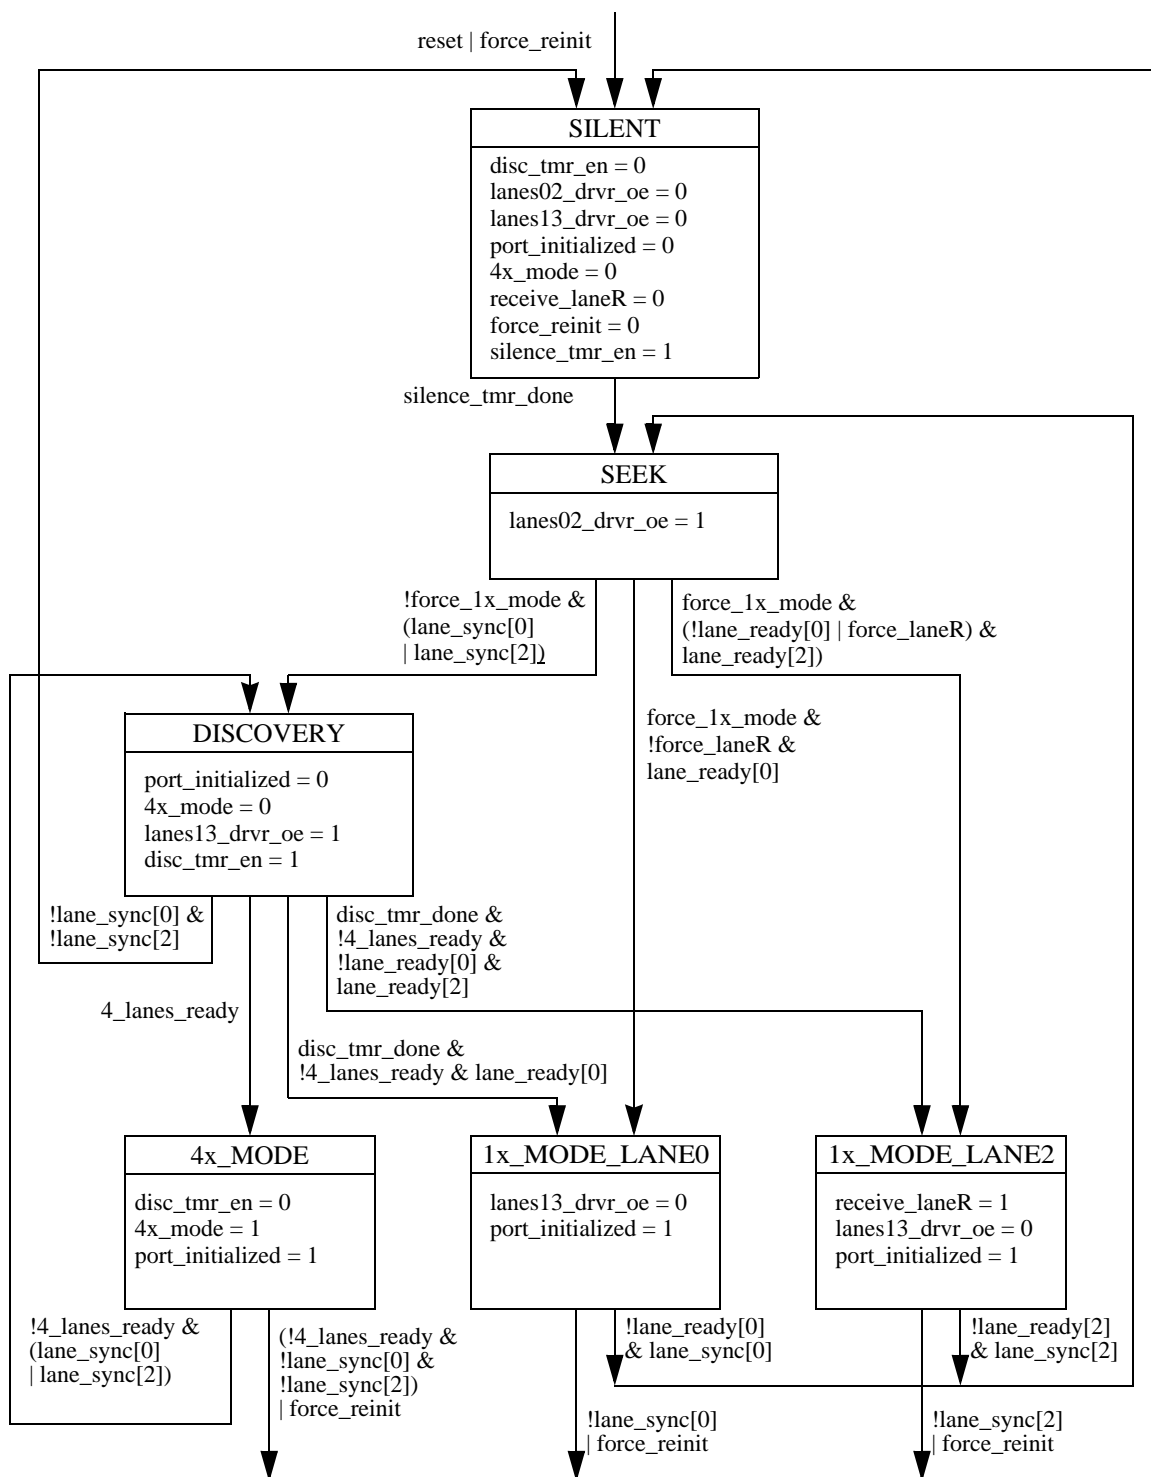 reset | force_reinit
SILENT
disc_tmr_en = 0
lanes02_drvr_oe = 0
lanes13_drvr_oe = 0
port_initialized = 0
4x_mode = 0
receive_laneR = 0
force_reinit = 0
silence_tmr_en = 1
silence_tmr_done
SEEK
lanes02_drvr_oe = 1
!force_1x_mode &
(lane_sync[0]
| lane_sync[2])
force_1x_mode &
(!lane_ready[0] | force_laneR) &
lane_ready[2])
force_1x_mode &
!force_laneR &
lane_ready[0]
DISCOVERY
port_initialized = 0
4x_mode = 0
lanes13_drvr_oe = 1
disc_tmr_en = 1
!lane_sync[0] &
!lane_sync[2]
disc_tmr_done &
!4_lanes_ready &
!lane_ready[0] &
lane_ready[2]
4_lanes_ready
disc_tmr_done &
!4_lanes_ready & lane_ready[0]
4x_MODE
disc_tmr_en = 0
4x_mode = 1
port_initialized = 1
1x_MODE_LANE0
lanes13_drvr_oe = 0
port_initialized = 1
1x_MODE_LANE2
receive_laneR = 1
lanes13_drvr_oe = 0
port_initialized = 1
!4_lanes_ready &
(lane_sync[0]
| lane_sync[2])
(!4_lanes_ready &
!lane_sync[0] &
!lane_sync[2])
| force_reinit
!lane_ready[0]
& lane_sync[0]
!lane_ready[2]
& lane_sync[2]
!lane_sync[0]
| force_reinit
!lane_sync[2]
| force_reinit